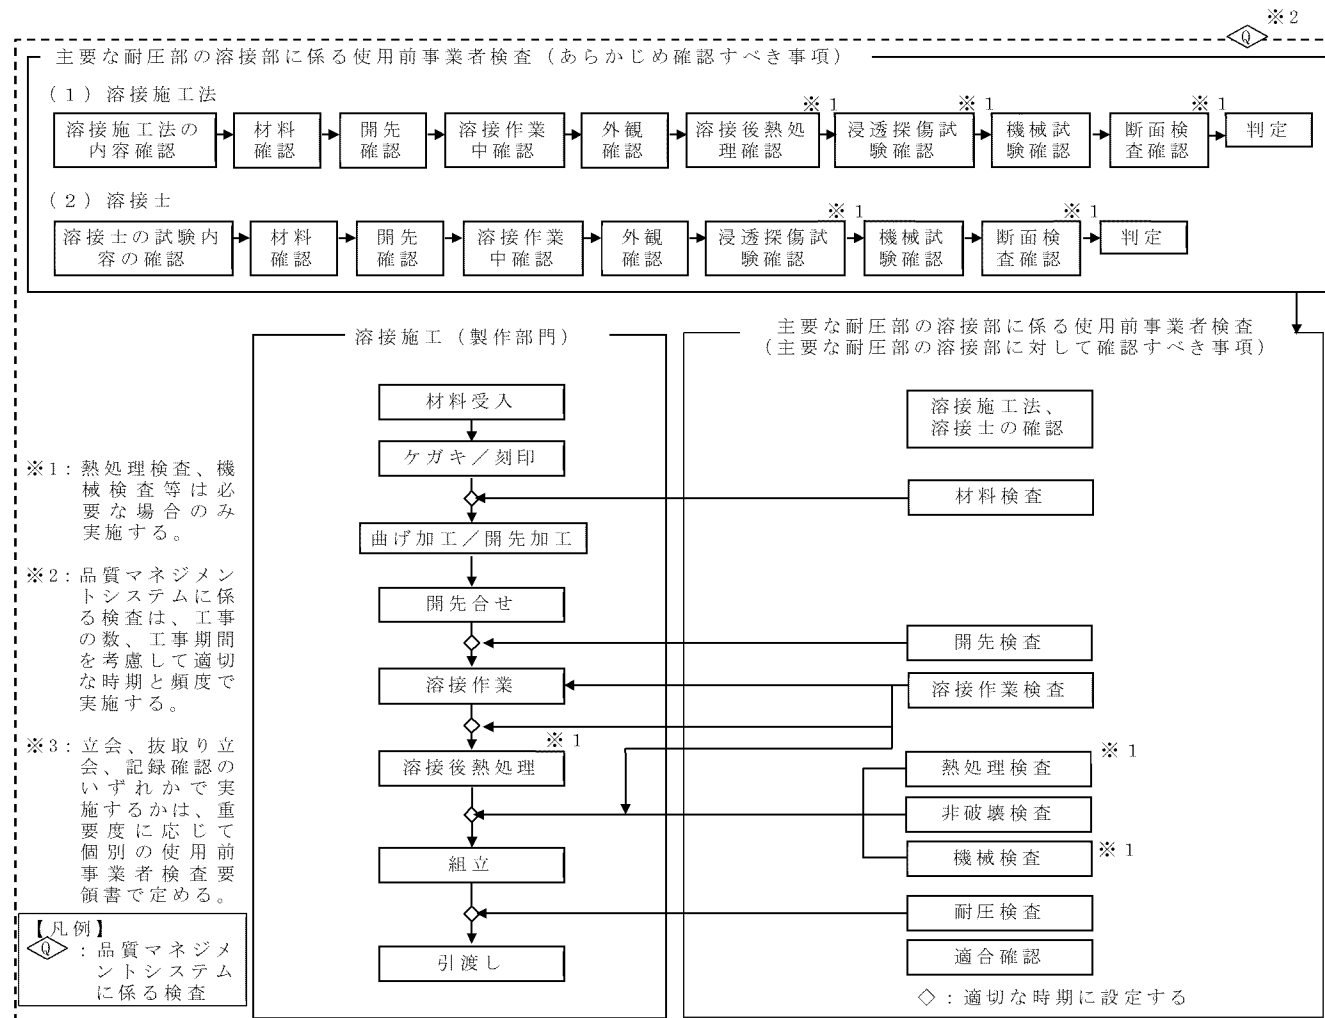 ※2
Q
主要な耐圧部の溶接部に係る使用前事業者検査（あらかじめ確認すべき事項）
（1）溶接施工法
溶接施工法の
内容確認
材料
確認
開先
確認
溶接作業
中確認
外観
確認
※1
溶接後熱処
理確認
※1
浸透探傷試
験確認
機械試
験確認
※1
断面検
査確認
判定
（2）溶接士
溶接士の試験内
容の確認
材料
確認
開先
確認
溶接作業
中確認
外観
確認
※1
浸透探傷試
験確認
機械試
験確認
※1
断面検
査確認
判定
溶接施工（製作部門）
材料受入
ケガキ／刻印
曲げ加工／開先加工
開先合せ
溶接作業
※1
溶接後熱処理
組立
引渡し
主要な耐圧部の溶接部に係る使用前事業者検査
（主要な耐圧部の溶接部に対して確認すべき事項）
溶接施工法、
溶接士の確認
材料検査
開先検査
溶接作業検査
熱処理検査
※1
非破壊検査
機械検査
※1
耐圧検査
適合確認
◇：適切な時期に設定する
※1：熱処理検査、機
械検査等は必
要な場合のみ
実施する。
※2：品質マネジメン
トシステムに係
る検査は、工事
の数、工事期間
を考慮して適切
な時期と頻度で
実施する。
※3：立会、抜取り立
会、記録確認の
いずれかで実
施するかは、重
要度に応じて
個別の使用前
事業者検査要
領書で定める。
【凡例】
Q：品質マネジメ
ントシステム
に係る検査